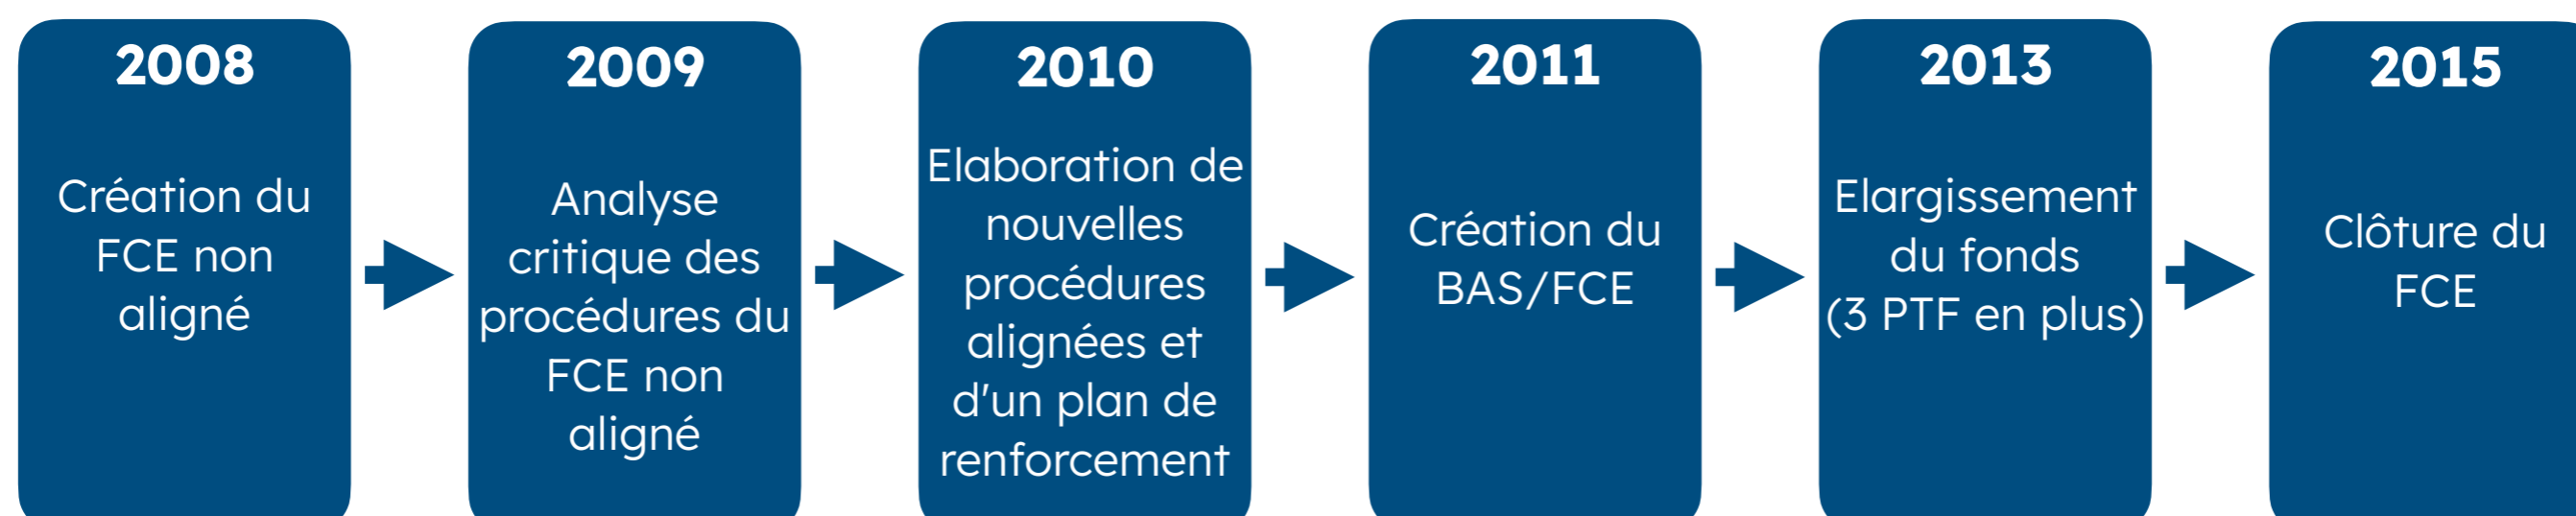 2008
Création du
FCE non
aligné
2009
Analyse
critique des
procédures du
FCE non
aligné
2010
Elaboration de
nouvelles
procédures
alignées et
d'un plan de
renforcement
2011
Création du
BAS/FCE
2013
Elargissement
du fonds
(3 PTF en plus)
2015
Clôture du
FCE